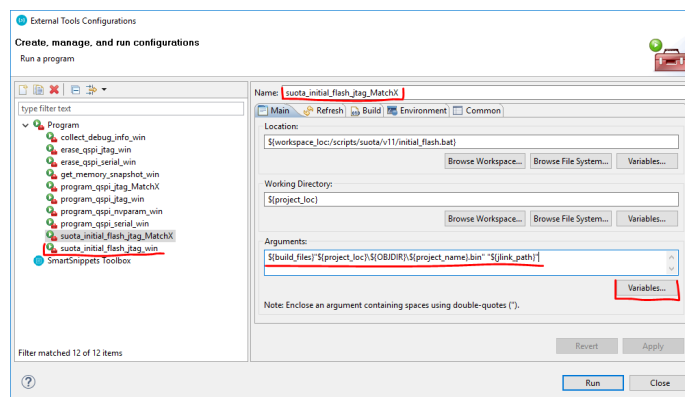 External Tools Configurations
Create, manage, and run configurations
Run a program
type filter text
Program
collect_debug_info_win
erase_qspi_jtag_win
erase_qspi_serial_win
get_memory_snapshot_win
program_qspi_jtag_MatchX
program_qspi_jtag_win
program_qspi_nvparam_win
program_qspi_serial_win
suota_initial_flash_jtag_MatchX
suota_initial_flash_jtag_win
SmartSnippets Toolbox
Filter matched 12 of 12 items
Name: suota_initial_flash_jtag_MatchX
Main Refresh Build Environment Common
Location:
${workspace_loc:/scripts/suota/v11/initial_flash.bat}
Browse Workspace... Browse File System... Variables...
Working Directory:
${project_loc}
Browse Workspace... Browse File System... Variables...
Arguments:
${build_files}"${project_loc}\${OBJDIR}\${project_name}.bin" "${jlink_path}"
Variables...
Note: Enclose an argument containing spaces using double-quotes (").
Revert Apply
Run Close